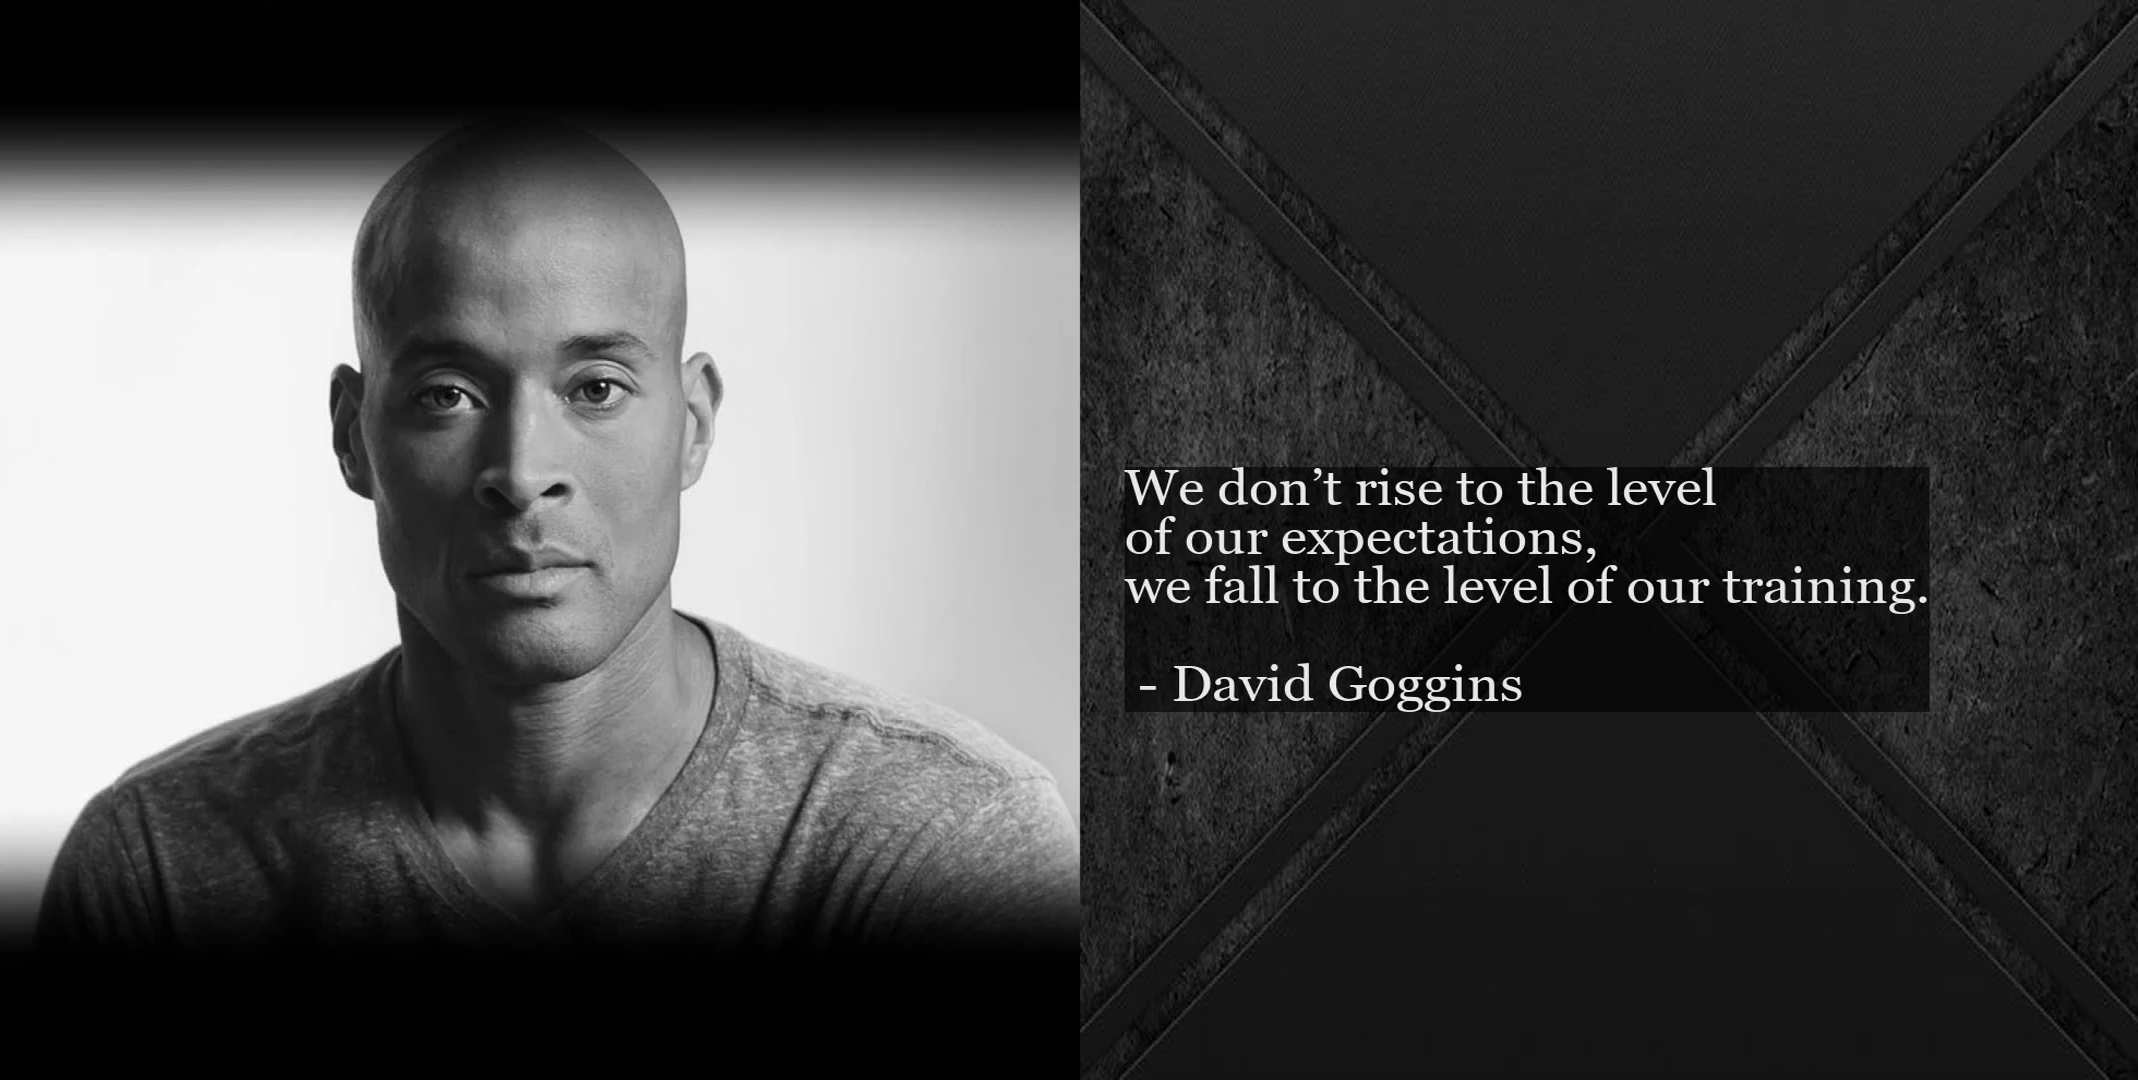 We don’t rise to the level
of our expectations,
we fall to the level of our training.
- David Goggins